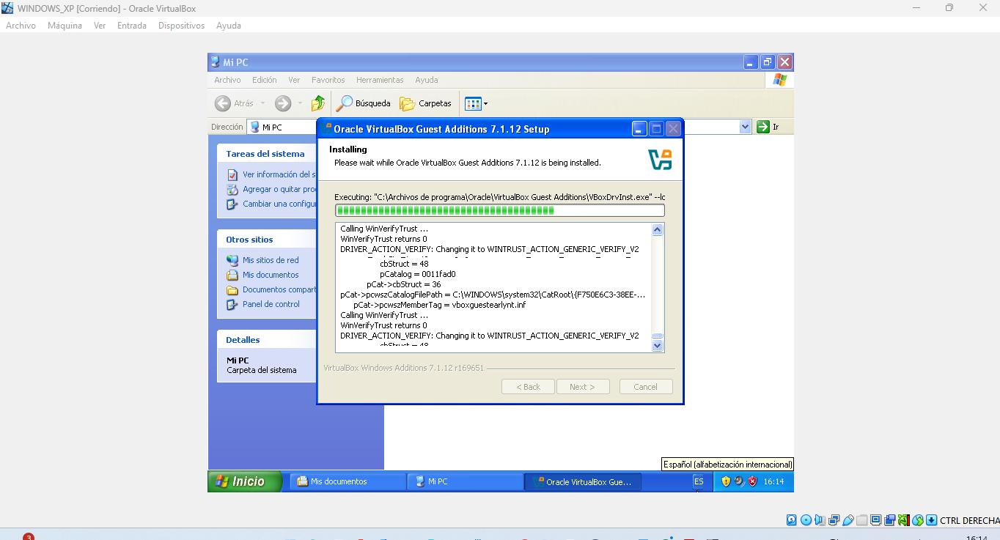 WINDOWS_XP [Corriendo] - Oracle VirtualBox
Archivo Máquina Ver Entrada Dispositivos Ayuda
Mi PC
Archivo Edición Ver Favoritos Herramientas Ayuda
Atrás Búsqueda Carpetas
Dirección Mi PC Ir
Tareas del sistema
Ver información del s
Agregar o quitar pro
Cambiar una configur
Otros sitios
Mis sitios de red
Mis documentos
Documentos compart
Panel de control
Detalles
Mi PC
Carpeta del sistema
Oracle VirtualBox Guest Additions 7.1.12 Setup
Installing
Please wait while Oracle VirtualBox Guest Additions 7.1.12 is being installed.
Executing: "C:\Archivos de programa\Oracle\VirtualBox Guest Additions\VBoxDrvInst.exe" --lo
Calling WinVerifyTrust ...
WinVerifyTrust returns 0
DRIVER_ACTION_VERIFY: Changing it to WINTRUST_ACTION_GENERIC_VERIFY_V2
cbStruct = 48
pCatalog = 0011fad0
pCat->cbStruct = 36
pCat->pcwszCatalogFilePath = C:\WINDOWS\system32\CatRoot\{F750E6C3-38EE-...
pCat->pcwszMemberTag = vboxguestearlynt.inf
Calling WinVerifyTrust ...
WinVerifyTrust returns 0
DRIVER_ACTION_VERIFY: Changing it to WINTRUST_ACTION_GENERIC_VERIFY_V2
cbStruct = 48
VirtualBox Windows Additions 7.1.12 r169651
< Back Next > Cancel
Español (alfabetización internacional)
Inicio Mis documentos Mi PC Oracle VirtualBox Gue... ES 16:14
CTRL DERECHA
3
16:14